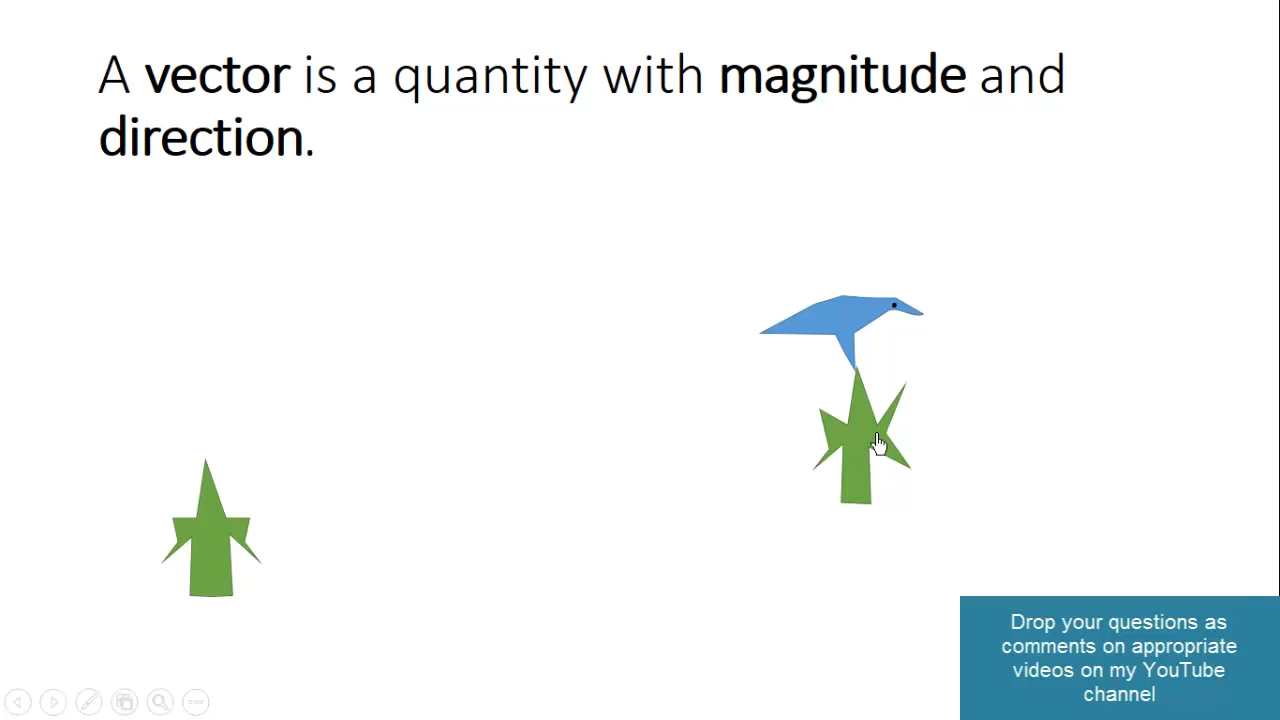 A vector is a quantity with magnitude and
direction.
Drop your questions as
comments on appropriate
videos on my YouTube
channel